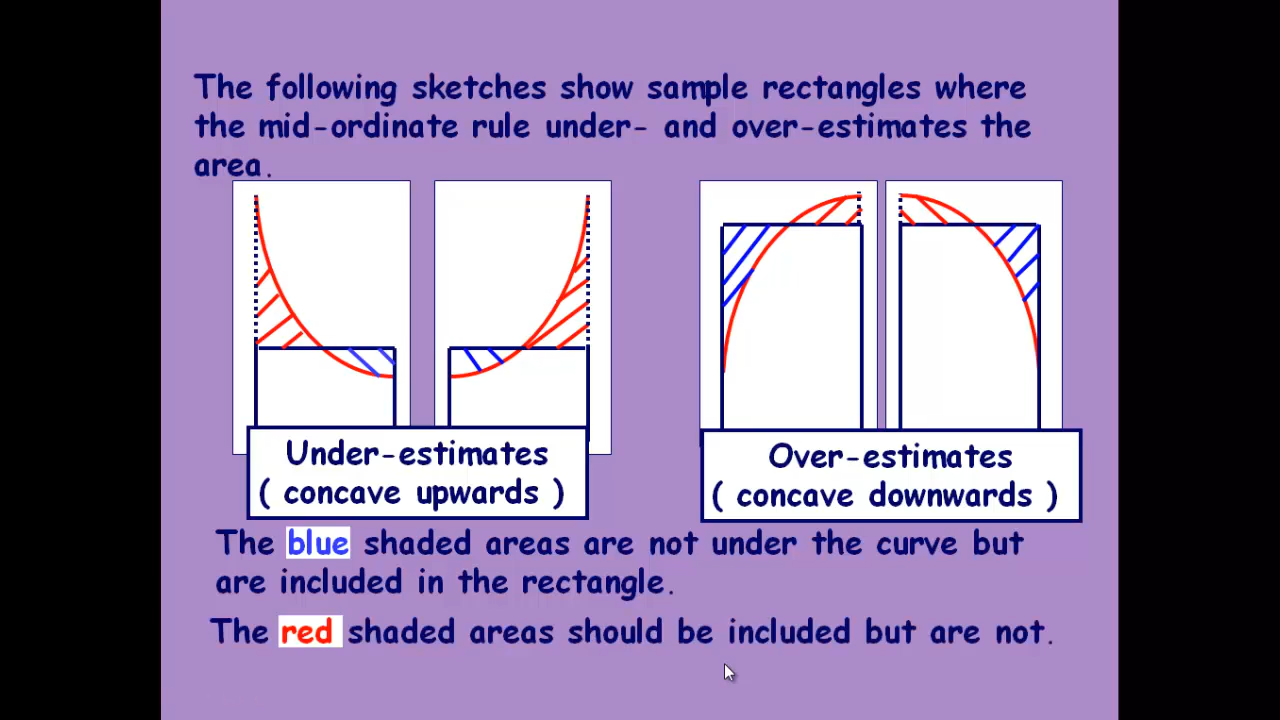 The following sketches show sample rectangles where
the mid-ordinate rule under- and over-estimates the
area.
Under-estimates
( concave upwards )
Over-estimates
( concave downwards )
The blue shaded areas are not under the curve but
are included in the rectangle.
The red shaded areas should be included but are not.